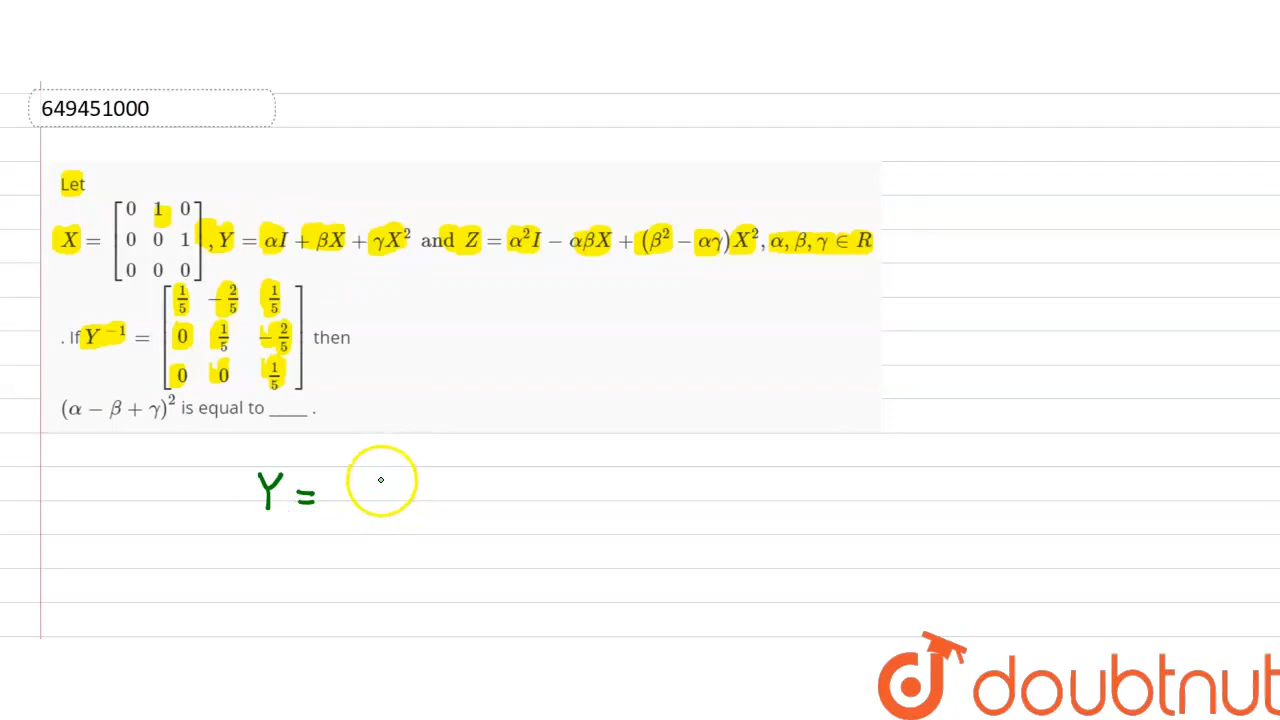 649451000
Let
X = [0 1 0; 0 0 1; 0 0 0], Y = αI + βX + γX² and Z = α²I − αβX + (β² − αγ)X², α, β, γ ∈ R
. If Y⁻¹ = [1/5 −2/5 1/5; 0 1/5 −2/5; 0 0 1/5] then
(α − β + γ)² is equal to ____ .
Y =
doubtnut